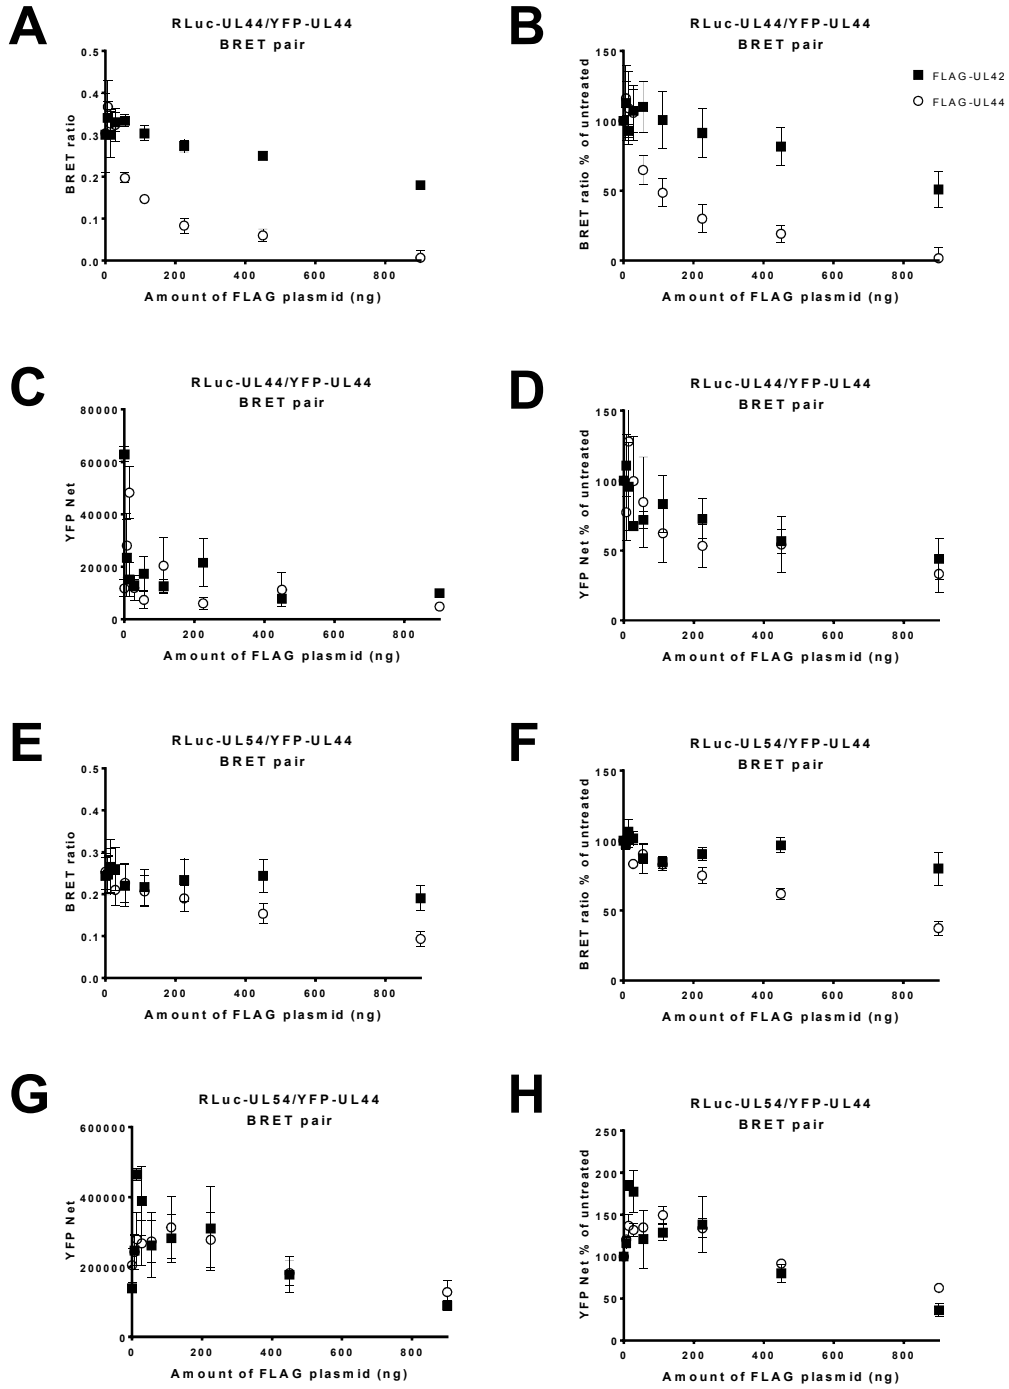 A
RLuc-UL44/YFP-UL44
BRET pair
BRET ratio
0.5
0.4
0.3
0.2
0.1
0.0
0
200
400
600
800
Amount of FLAG plasmid (ng)
B
RLuc-UL44/YFP-UL44
BRET pair
BRET ratio % of untreated
150
100
50
0
0
200
400
600
800
Amount of FLAG plasmid (ng)
FLAG-UL42
FLAG-UL44
C
RLuc-UL44/YFP-UL44
BRET pair
YFP Net
80000
60000
40000
20000
0
0
200
400
600
800
Amount of FLAG plasmid (ng)
D
RLuc-UL44/YFP-UL44
BRET pair
YFP Net % of untreated
150
100
50
0
0
200
400
600
800
Amount of FLAG plasmid (ng)
E
RLuc-UL54/YFP-UL44
BRET pair
BRET ratio
0.5
0.4
0.3
0.2
0.1
0.0
0
200
400
600
800
Amount of FLAG plasmid (ng)
F
RLuc-UL54/YFP-UL44
BRET pair
BRET ratio % of untreated
150
100
50
0
0
200
400
600
800
Amount of FLAG plasmid (ng)
G
RLuc-UL54/YFP-UL44
BRET pair
YFP Net
600000
400000
200000
0
0
200
400
600
800
Amount of FLAG plasmid (ng)
H
RLuc-UL54/YFP-UL44
BRET pair
YFP Net % of untreated
250
200
150
100
50
0
0
200
400
600
800
Amount of FLAG plasmid (ng)